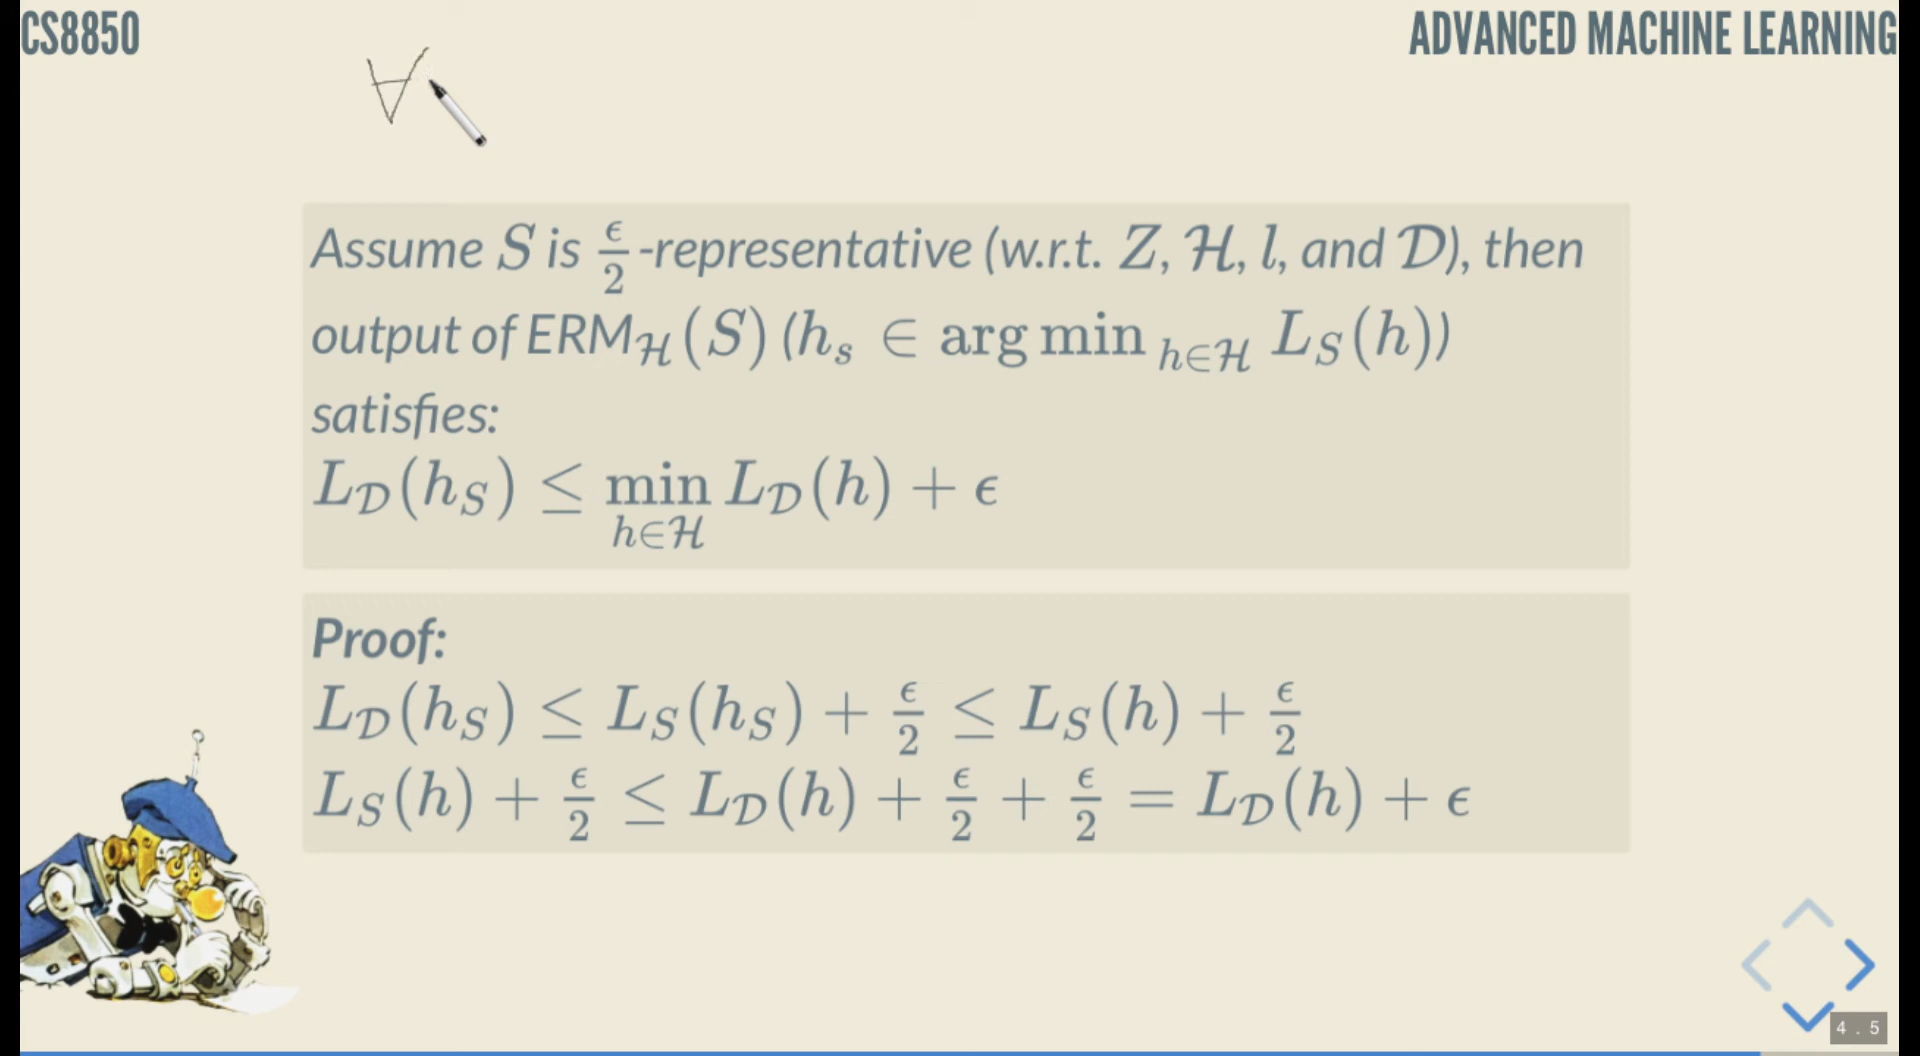 CS8850
ADVANCED MACHINE LEARNING
∀
Assume S is ϵ/2 -representative (w.r.t. Z, ℋ, l, and 𝒟), then
output of ERM_ℋ(S) (h_s ∈ arg min_{h∈ℋ} L_S(h))
satisfies:
L_𝒟(h_S) ≤ min_{h∈ℋ} L_𝒟(h) + ϵ
Proof:
L_𝒟(h_S) ≤ L_S(h_S) + ϵ/2 ≤ L_S(h) + ϵ/2
L_S(h) + ϵ/2 ≤ L_𝒟(h) + ϵ/2 + ϵ/2 = L_𝒟(h) + ϵ
4 . 5